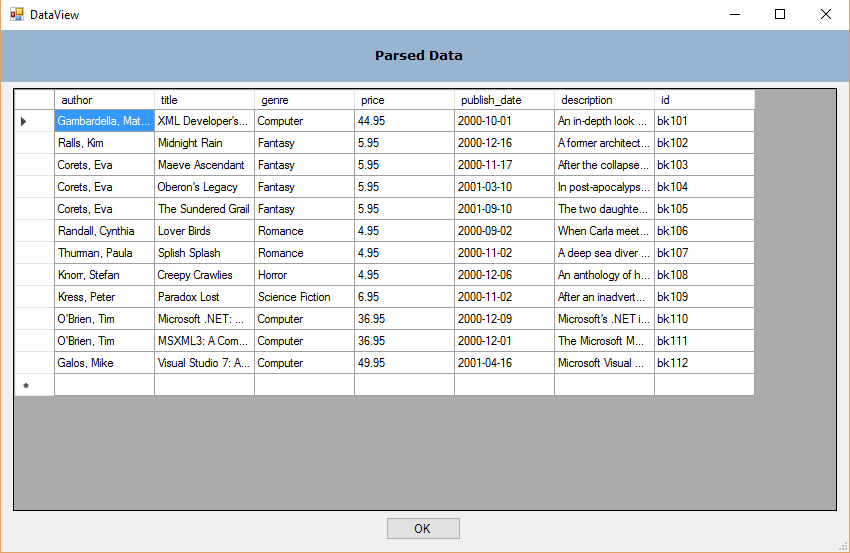 DataView
Parsed Data
author title genre price publish_date description id
Gambardella, Mat... XML Developer's... Computer 44.95 2000-10-01 An in-depth look ... bk101
Ralls, Kim Midnight Rain Fantasy 5.95 2000-12-16 A former architect... bk102
Corets, Eva Maeve Ascendant Fantasy 5.95 2000-11-17 After the collapse... bk103
Corets, Eva Oberon's Legacy Fantasy 5.95 2001-03-10 In post-apocalyps... bk104
Corets, Eva The Sundered Grail Fantasy 5.95 2001-09-10 The two daughte... bk105
Randall, Cynthia Lover Birds Romance 4.95 2000-09-02 When Carla meet... bk106
Thurman, Paula Splish Splash Romance 4.95 2000-11-02 A deep sea diver ... bk107
Knorr, Stefan Creepy Crawlies Horror 4.95 2000-12-06 An anthology of h... bk108
Kress, Peter Paradox Lost Science Fiction 6.95 2000-11-02 After an inadvert... bk109
O'Brien, Tim Microsoft .NET: ... Computer 36.95 2000-12-09 Microsoft's .NET i... bk110
O'Brien, Tim MSXML3: A Com... Computer 36.95 2000-12-01 The Microsoft M... bk111
Galos, Mike Visual Studio 7: A... Computer 49.95 2001-04-16 Microsoft Visual ... bk112
OK